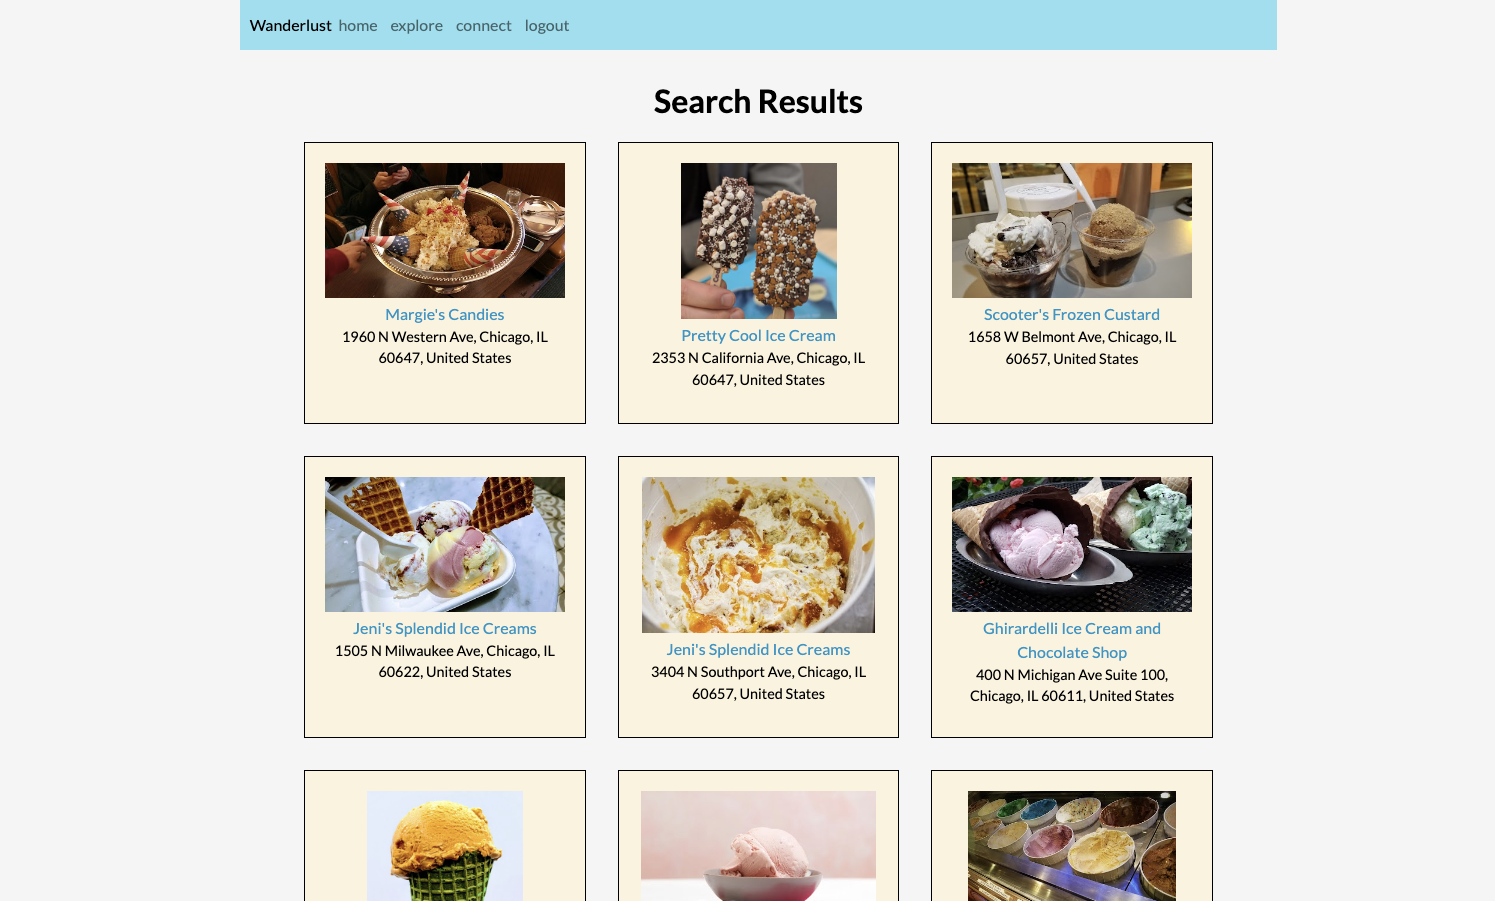 Wanderlust home explore connect logout
Search Results
Margie's Candies
1960 N Western Ave, Chicago, IL
60647, United States
Pretty Cool Ice Cream
2353 N California Ave, Chicago, IL
60647, United States
Scooter's Frozen Custard
1658 W Belmont Ave, Chicago, IL
60657, United States
Jeni's Splendid Ice Creams
1505 N Milwaukee Ave, Chicago, IL
60622, United States
Jeni's Splendid Ice Creams
3404 N Southport Ave, Chicago, IL
60657, United States
Ghirardelli Ice Cream and
Chocolate Shop
400 N Michigan Ave Suite 100,
Chicago, IL 60611, United States